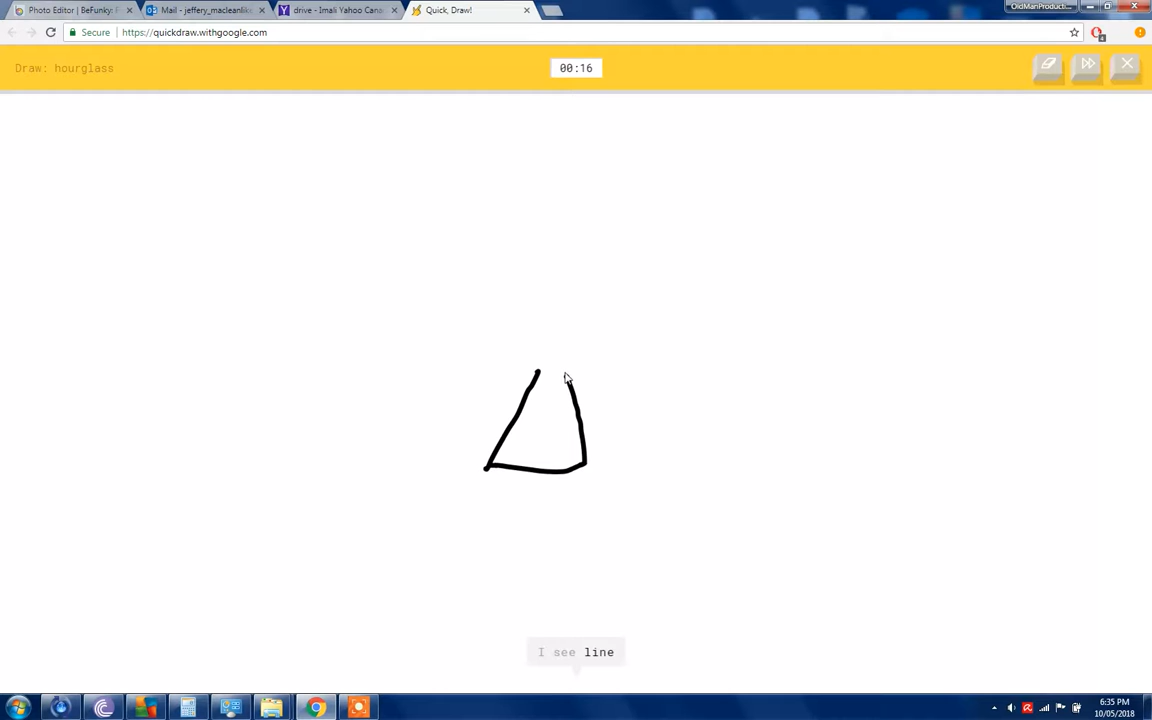 Photo Editor | BeFunky: F
Mail - jeffery_macleanlik
drive - Imali Yahoo Cana
Quick, Draw!
OldManProducti...
Secure
https://quickdraw.withgoogle.com
Draw: hourglass
00:16
I see line
6:35 PM
10/05/2018